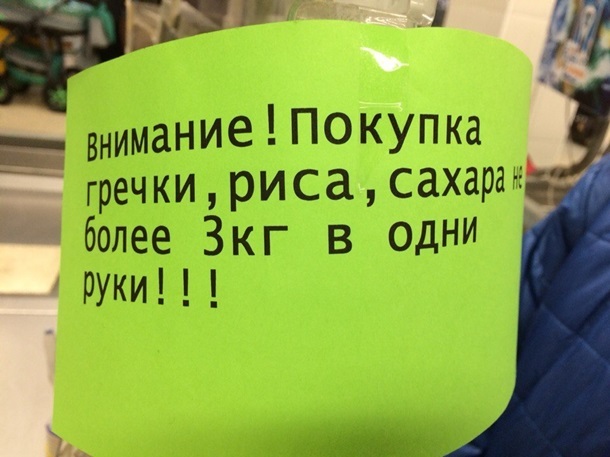 Внимание!Покупка
гречки,риса,сахара не
более 3кг в одни
руки!!!